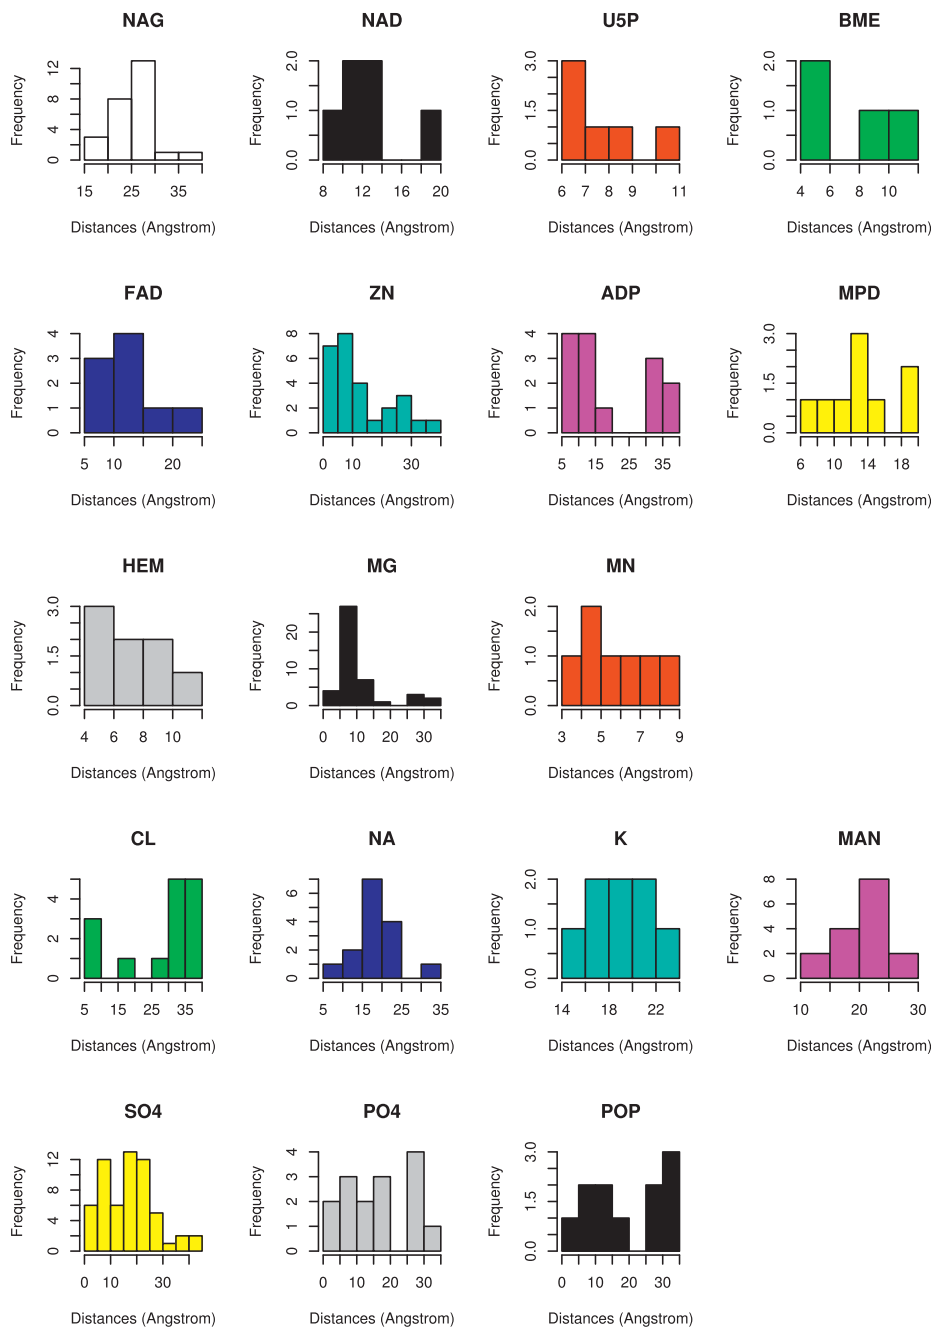 NAG NAD U5P BME
Frequency 0 4 8 12 Frequency 0.0 1.0 2.0 Frequency 0.0 1.5 3.0 Frequency 0.0 1.0 2.0
15 25 35 8 12 16 20 6 7 8 9 11 4 6 8 10
Distances (Angstrom) Distances (Angstrom) Distances (Angstrom) Distances (Angstrom)
FAD ZN ADP MPD
Frequency 0 1 2 3 4 Frequency 0 2 4 6 8 Frequency 0 1 2 3 4 Frequency 0.0 1.5 3.0
5 10 20 0 10 30 5 15 25 35 6 10 14 18
Distances (Angstrom) Distances (Angstrom) Distances (Angstrom) Distances (Angstrom)
HEM MG MN
Frequency 0.0 1.5 3.0 Frequency 0 10 20 Frequency 0.0 1.0 2.0
4 6 8 10 0 10 20 30 3 5 7 9
Distances (Angstrom) Distances (Angstrom) Distances (Angstrom)
CL NA K MAN
Frequency 0 2 4 Frequency 0 2 4 6 Frequency 0.0 1.0 2.0 Frequency 0 2 4 6 8
5 15 25 35 5 15 25 35 14 18 22 10 20 30
Distances (Angstrom) Distances (Angstrom) Distances (Angstrom) Distances (Angstrom)
SO4 PO4 POP
Frequency 0 4 8 12 Frequency 0 1 2 3 4 Frequency 0.0 1.5 3.0
0 10 30 0 10 20 30 0 10 20 30
Distances (Angstrom) Distances (Angstrom) Distances (Angstrom)